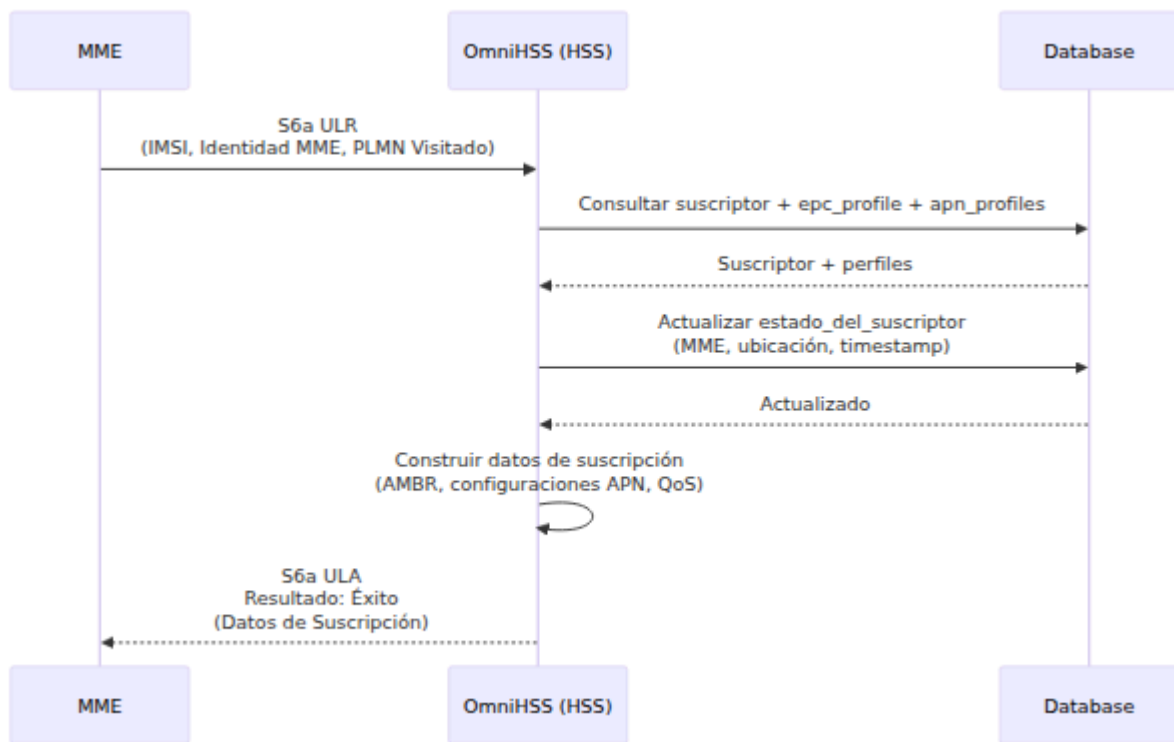 MME
OmniHSS (HSS)
Database
S6a ULR
(IMSI, Identidad MME, PLMN Visitado)
Consultar suscriptor + epc_profile + apn_profiles
Suscriptor + perfiles
Actualizar estado_del_suscriptor
(MME, ubicación, timestamp)
Actualizado
Construir datos de suscripción
(AMBR, configuraciones APN, QoS)
S6a ULA
Resultado: Éxito
(Datos de Suscripción)
MME
OmniHSS (HSS)
Database